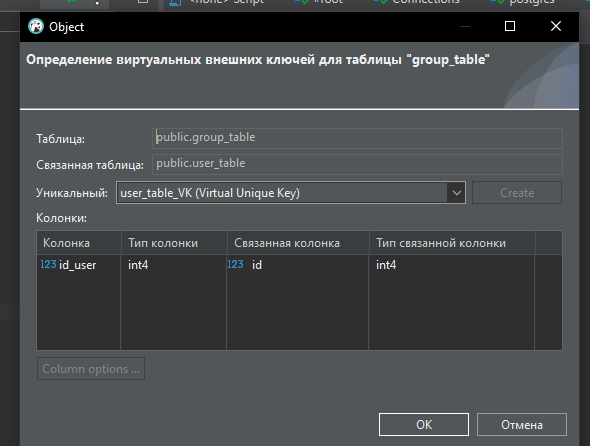 <none> Script
*root
Connections
postgres
Object
Определение виртуальных внешних ключей для таблицы "group_table"
Таблица: public.group_table
Связанная таблица: public.user_table
Уникальный: user_table_VK (Virtual Unique Key) Create
Колонки:
Колонка Тип колонки Связанная колонка Тип связанной колонки
123 id_user int4 123 id int4
Column options ...
OK Отмена